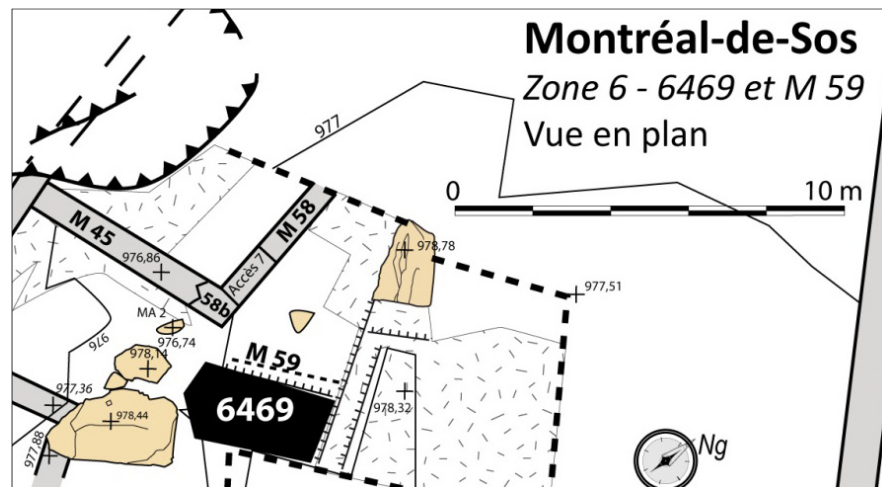 Montréal-de-Sos
Zone 6 - 6469 et M 59
Vue en plan
977
0
10 m
M 45
M 58
978,78
976,86
Accès 7
58b
977,51
MA 2
976,74
976
M 59
978,14
977,36
978,32
6469
978,44
977,88
Ng